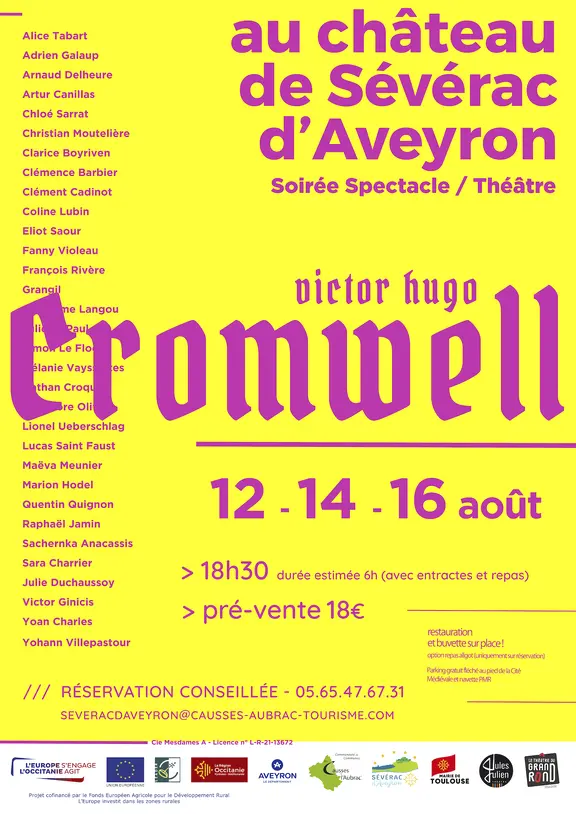 au château
de Sévérac
d'Aveyron
Soirée Spectacle / Théâtre
Alice Tabart
Adrien Galaup
Arnaud Delheure
Artur Canillas
Chloé Sarrat
Christian Moutelière
Clarice Boyriven
Clémence Barbier
Clément Cadinot
Coline Lubin
Eliot Saour
Fanny Violeau
François Rivère
Grangil
Langou
Le
Lionel Ueberschlag
Lucas Saint Faust
Maëva Meunier
Marion Hodel
Quentin Quignon
Raphaël Jamin
Sachernka Anacassis
Sara Charrier
Julie Duchaussoy
Victor Ginicis
Yoan Charles
Yohann Villepastour
victor hugo
Cromwell
12 - 14 - 16 août
> 18h30 durée estimée 6h (avec entractes et repas)
> pré-vente 18€
restauration
et buvette sur place !
option repas aligot (uniquement sur réservation)
Parking gratuit fléché au pied de la Cité
Médiévale et navette PMR
/// RÉSERVATION CONSEILLÉE - 05.65.47.67.31
SEVERACDAVEYRON@CAUSSES-AUBRAC-TOURISME.COM
Cie Mesdames A - Licence n° L-R-21-13672
L'EUROPE S'ENGAGE
L'OCCITANIE AGIT
UNION EUROPÉENNE
La Région
Occitanie
AVEYRON
LE DÉPARTEMENT
Causses
d'Aubrac
SÉVÉRAC
d'Aveyron
MAIRIE DE
TOULOUSE
Jules
Julien
LE THÉÂTRE DU
GRAND
ROND
Projet cofinancé par le Fonds Européen Agricole pour le Développement Rural
L'Europe investit dans les zones rurales